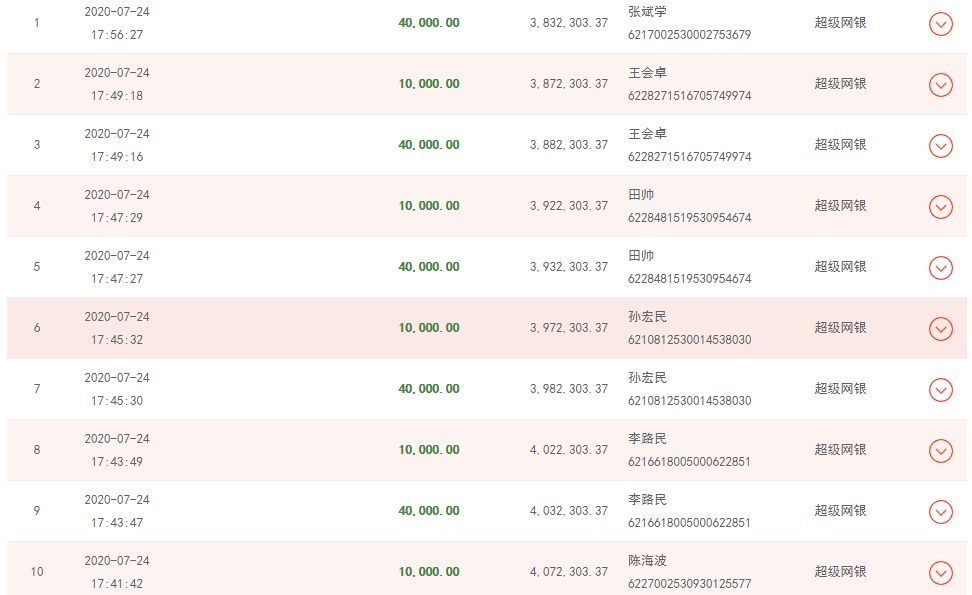 1 2020-07-24 17:56:27 40,000.00 3,832,303.37 张斌学 6217002530002753679 超级网银
2 2020-07-24 17:49:18 10,000.00 3,872,303.37 王会卓 6228271516705749974 超级网银
3 2020-07-24 17:49:16 40,000.00 3,882,303.37 王会卓 6228271516705749974 超级网银
4 2020-07-24 17:47:29 10,000.00 3,922,303.37 田帅 6228481519530954674 超级网银
5 2020-07-24 17:47:27 40,000.00 3,932,303.37 田帅 6228481519530954674 超级网银
6 2020-07-24 17:45:32 10,000.00 3,972,303.37 孙宏民 6210812530014538030 超级网银
7 2020-07-24 17:45:30 40,000.00 3,982,303.37 孙宏民 6210812530014538030 超级网银
8 2020-07-24 17:43:49 10,000.00 4,022,303.37 李路民 6216618005000622851 超级网银
9 2020-07-24 17:43:47 40,000.00 4,032,303.37 李路民 6216618005000622851 超级网银
10 2020-07-24 17:41:42 10,000.00 4,072,303.37 陈海波 6227002530930125577 超级网银